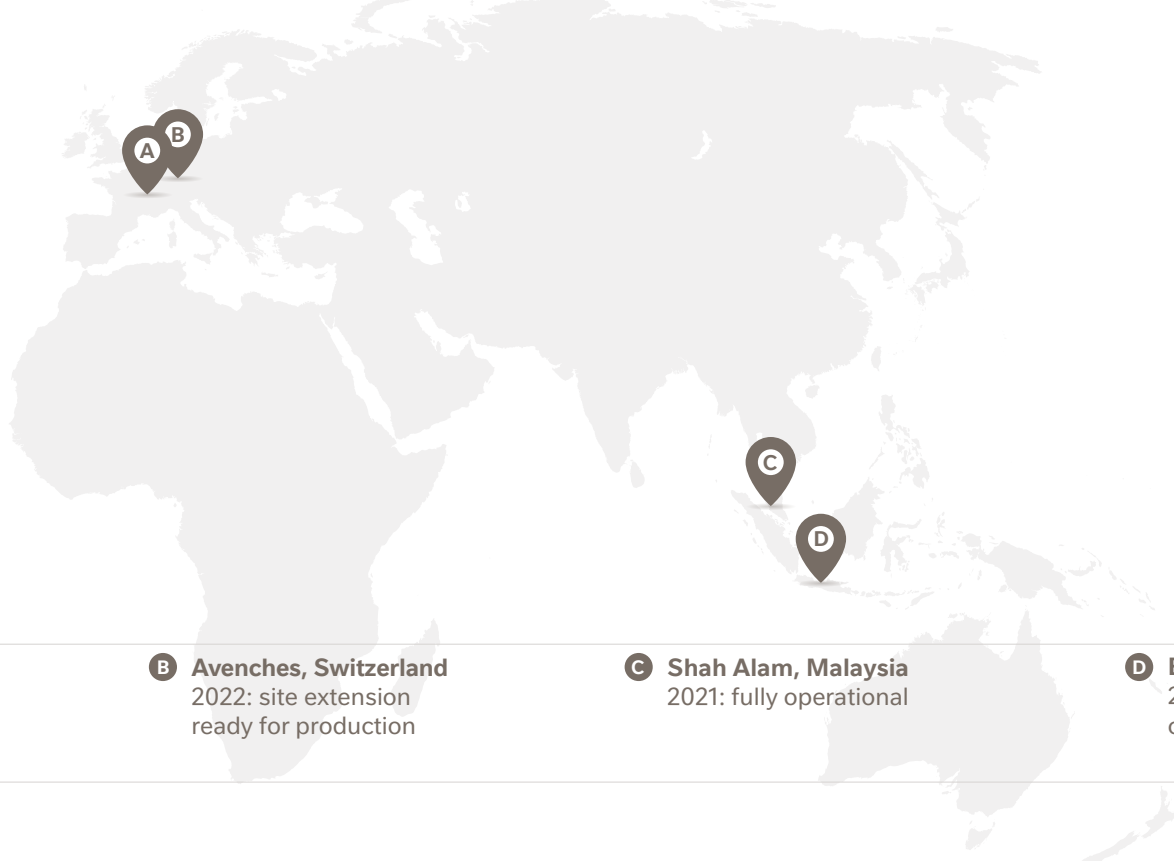 A
B
C
D
B Avenches, Switzerland
2022: site extension
ready for production
C Shah Alam, Malaysia
2021: fully operational
D